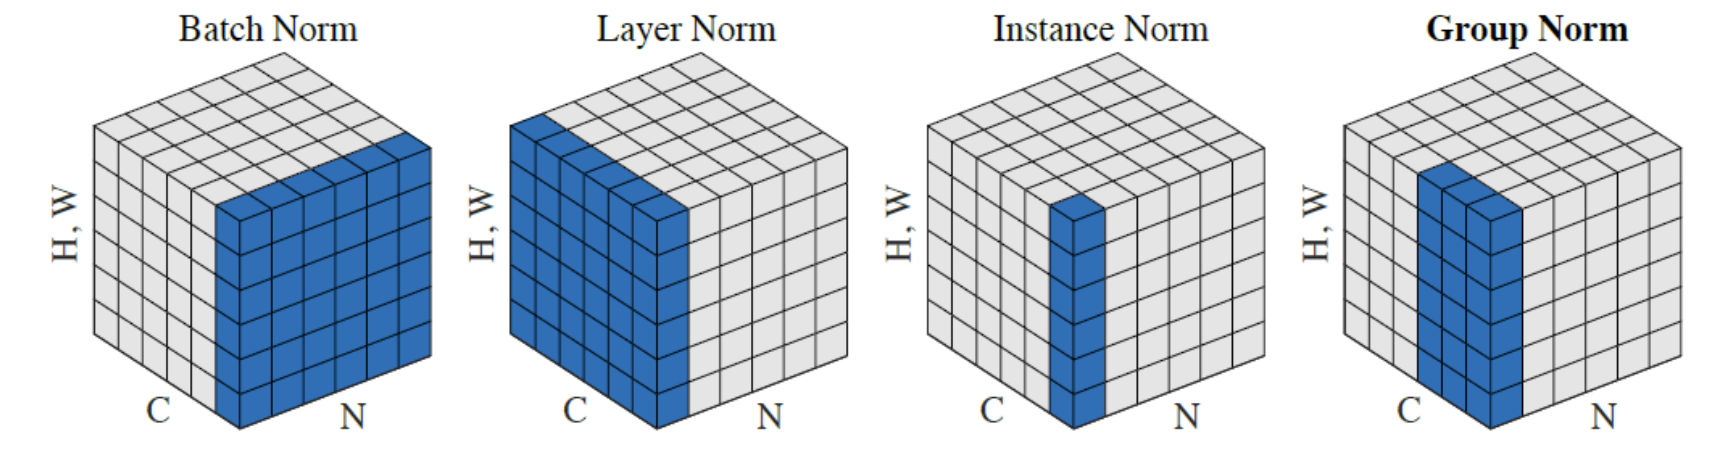 Batch Norm
H, W
C
N
Layer Norm
H, W
C
N
Instance Norm
H, W
C
N
Group Norm
H, W
C
N